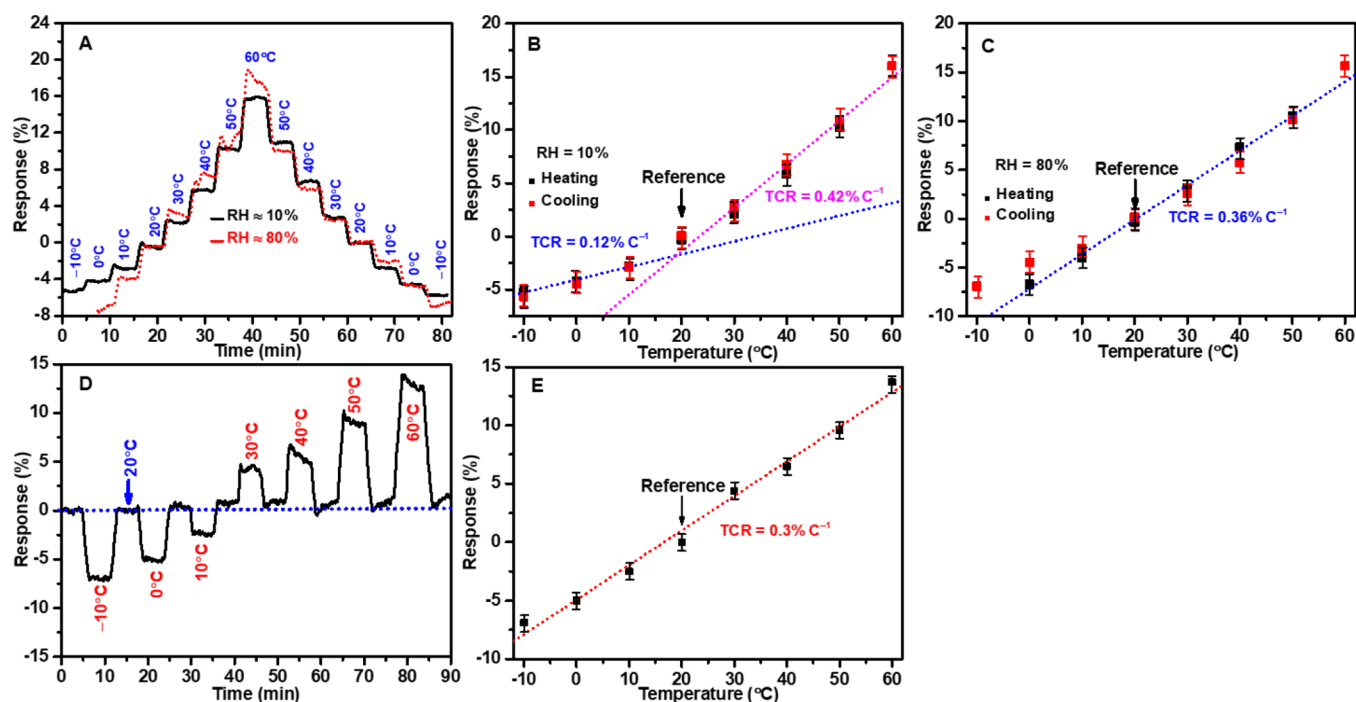 A
24
20
16
12
8
4
0
-4
-8
Response (%)
−10°C
0°C
10°C
20°C
30°C
40°C
50°C
60°C
50°C
40°C
30°C
20°C
10°C
0°C
−10°C
RH ≈ 10%
RH ≈ 80%
0 10 20 30 40 50 60 70 80
Time (min)
B
20
15
10
5
0
-5
Response (%)
RH = 10%
Heating
Cooling
Reference
TCR = 0.42% C⁻¹
TCR = 0.12% C⁻¹
-10 0 10 20 30 40 50 60
Temperature (°C)
C
20
15
10
5
0
-5
-10
Response (%)
RH = 80%
Heating
Cooling
Reference
TCR = 0.36% C⁻¹
-10 0 10 20 30 40 50 60
Temperature (°C)
D
15
10
5
0
-5
-10
15
Response (%)
20°C
−10°C
0°C
10°C
30°C
40°C
50°C
60°C
0 10 20 30 40 50 60 70 80 90
Time (min)
E
15
10
5
0
-5
-10
Response (%)
Reference
TCR = 0.3% C⁻¹
-10 0 10 20 30 40 50 60
Temperature (°C)